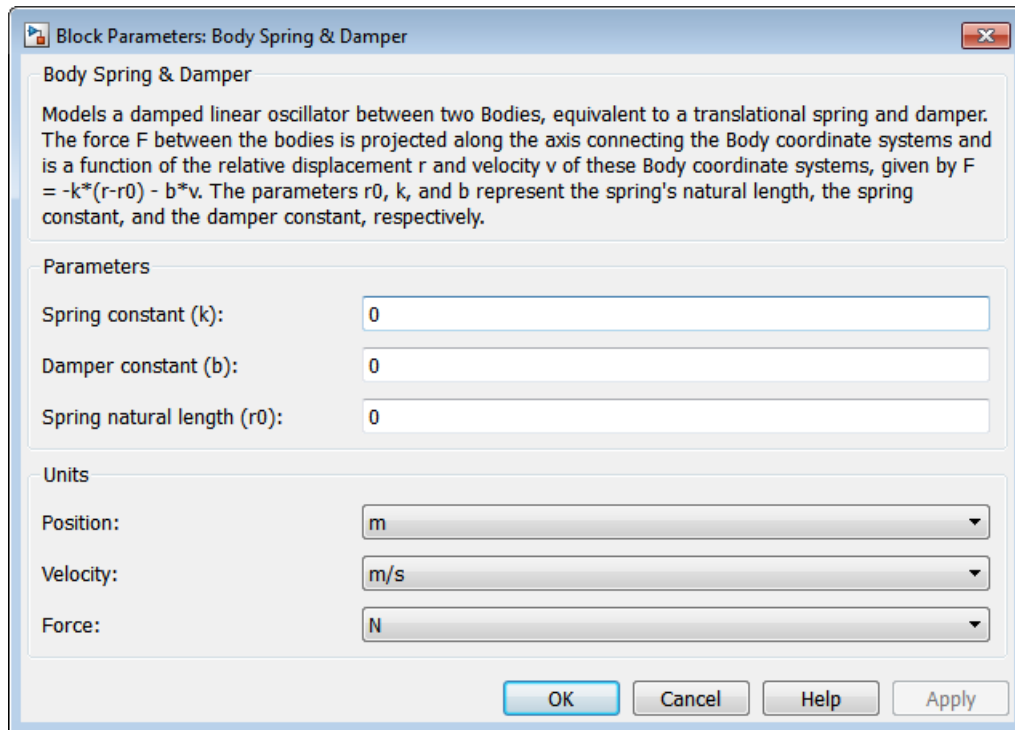 Block Parameters: Body Spring & Damper
Body Spring & Damper
Models a damped linear oscillator between two Bodies, equivalent to a translational spring and damper.
The force F between the bodies is projected along the axis connecting the Body coordinate systems and
is a function of the relative displacement r and velocity v of these Body coordinate systems, given by F
= -k*(r-r0) - b*v. The parameters r0, k, and b represent the spring's natural length, the spring
constant, and the damper constant, respectively.
Parameters
Spring constant (k): 0
Damper constant (b): 0
Spring natural length (r0): 0
Units
Position: m
Velocity: m/s
Force: N
OK Cancel Help Apply